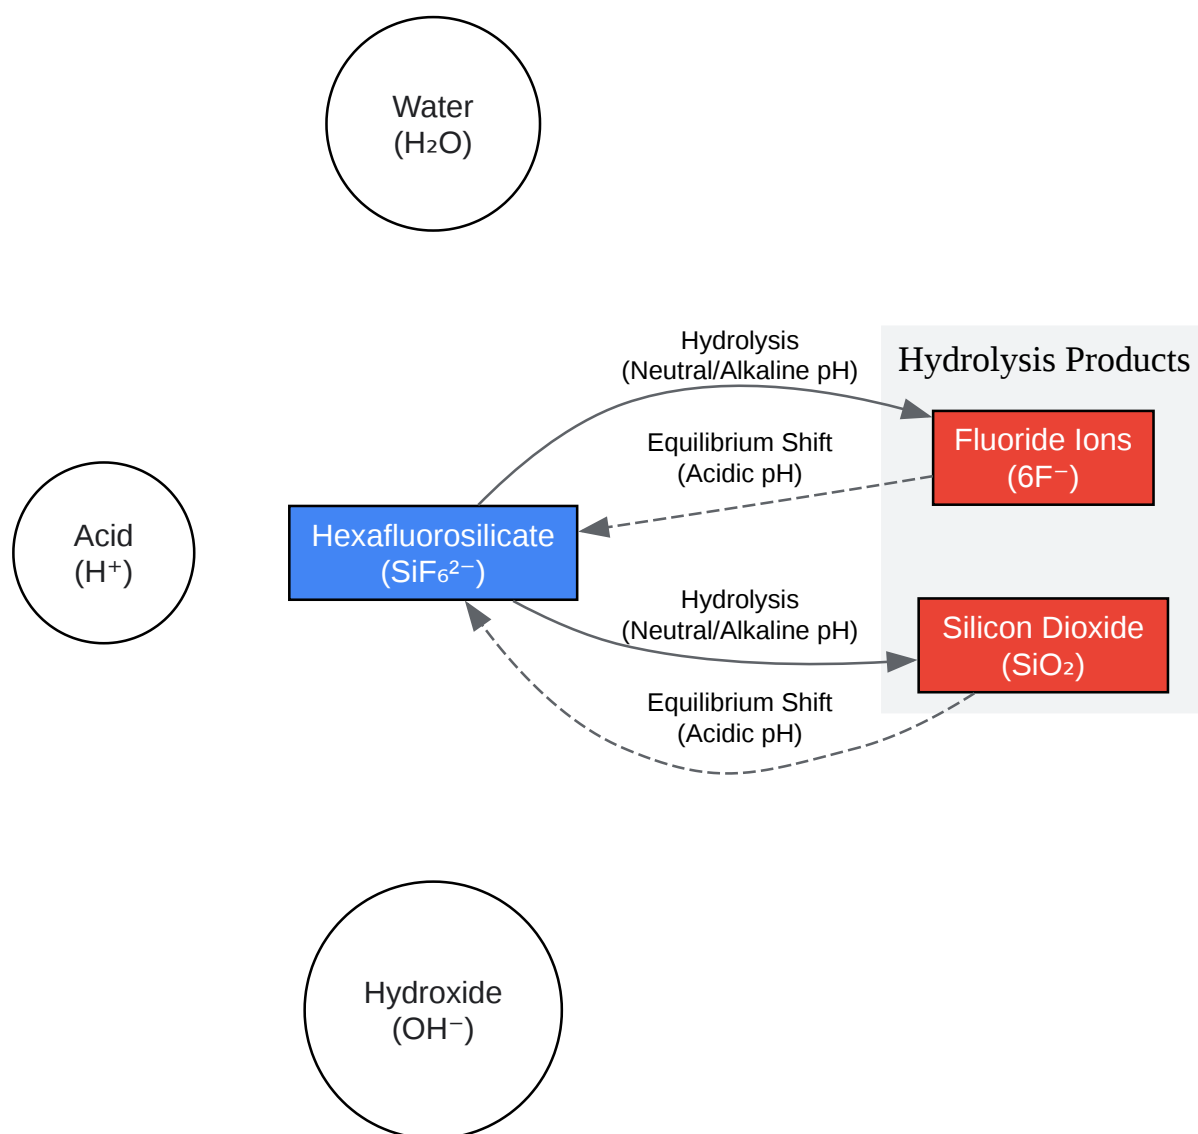 Water
(H₂O)
Hydrolysis
(Neutral/Alkaline pH)
Hydrolysis Products
Fluoride Ions
(6F⁻)
Equilibrium Shift
(Acidic pH)
Acid
(H⁺)
Hexafluorosilicate
(SiF₆²⁻)
Hydrolysis
(Neutral/Alkaline pH)
Silicon Dioxide
(SiO₂)
Equilibrium Shift
(Acidic pH)
Hydroxide
(OH⁻)